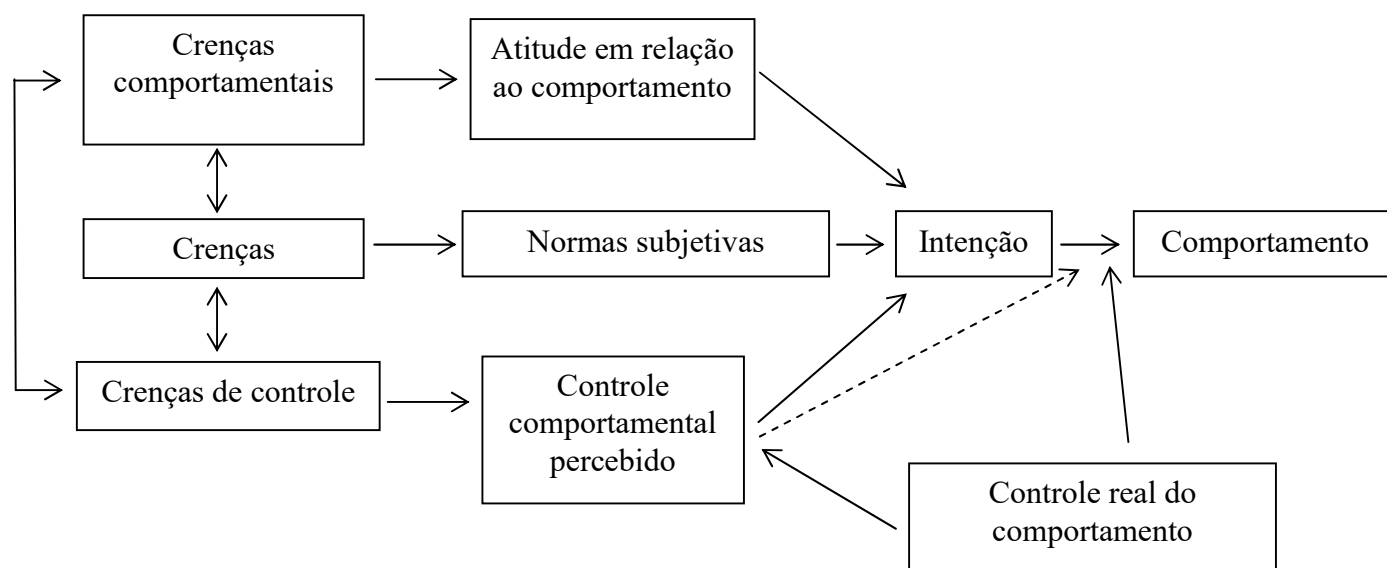 Crenças
comportamentais
Atitude em relação
ao comportamento
Crenças
Normas subjetivas
Intenção
Comportamento
Crenças de controle
Controle
comportamental
percebido
Controle real do
comportamento